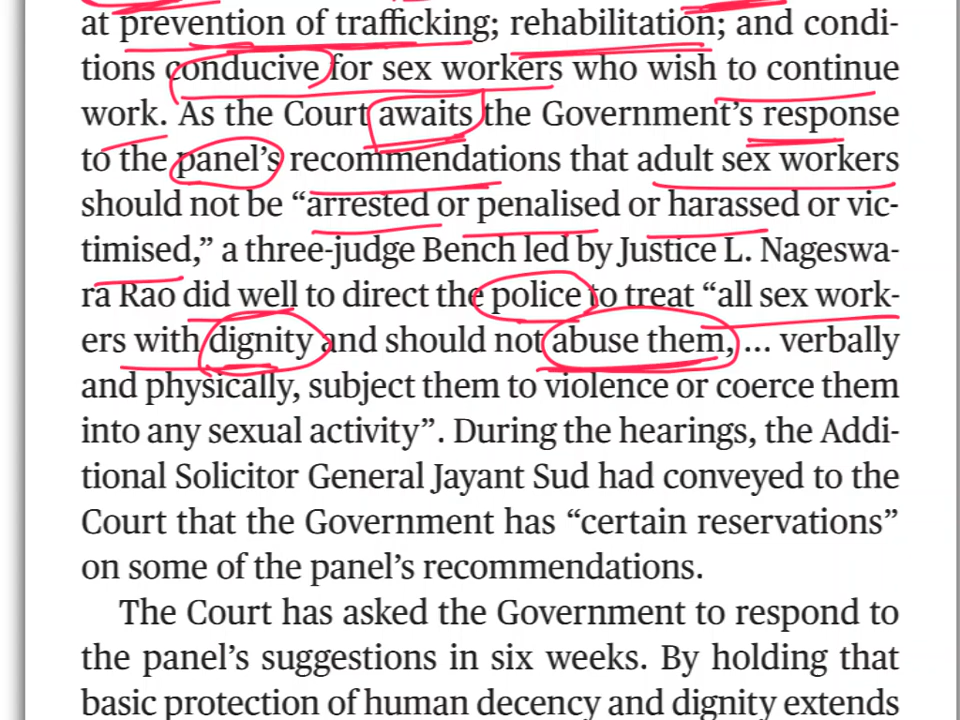 at prevention of trafficking; rehabilitation; and condi-
tions conducive for sex workers who wish to continue
work. As the Court awaits the Government’s response
to the panel’s recommendations that adult sex workers
should not be “arrested or penalised or harassed or vic-
timised,” a three-judge Bench led by Justice L. Nageswa-
ra Rao did well to direct the police to treat “all sex work-
ers with dignity and should not abuse them, ... verbally
and physically, subject them to violence or coerce them
into any sexual activity”. During the hearings, the Addi-
tional Solicitor General Jayant Sud had conveyed to the
Court that the Government has “certain reservations”
on some of the panel’s recommendations.
The Court has asked the Government to respond to
the panel’s suggestions in six weeks. By holding that
basic protection of human decency and dignity extends